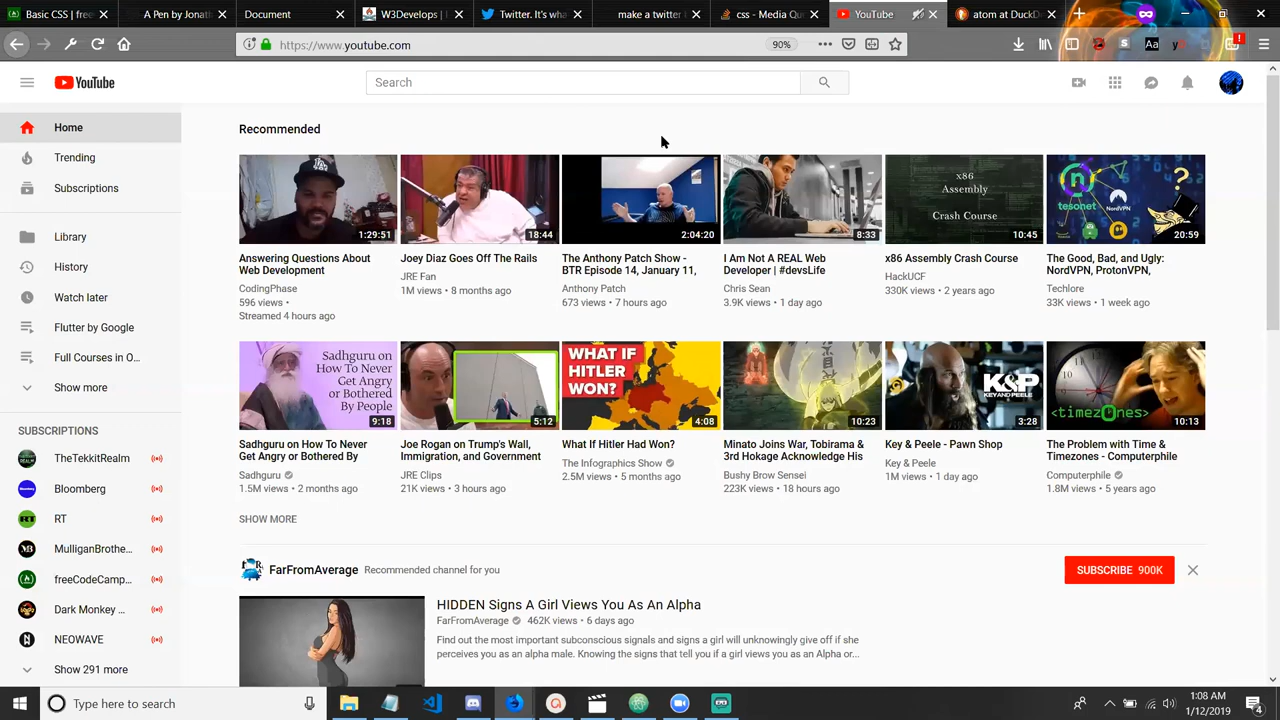 Basic CSS | free
A Pen by Jonat
Document
W3Develops | L
Twitter. It's wha
make a twitter
css - Media Qu
YouTube
atom at DuckD
https://www.youtube.com
90%
Aa
YouTube
Search
Home
Trending
Subscriptions
Library
History
Watch later
Flutter by Google
Full Courses in O...
Show more
SUBSCRIPTIONS
TheTekkitRealm
Bloomberg
RT
MulliganBrothe...
freeCodeCamp...
Dark Monkey ...
NEOWAVE
Show 291 more
Recommended
1:29:51
18:44
2:04:20
8:33
x86
Assembly
Crash Course
10:45
tesonet
NordVPN
?
20:59
Answering Questions About
Web Development
CodingPhase
596 views •
Streamed 4 hours ago
Joey Diaz Goes Off The Rails
JRE Fan
1M views • 8 months ago
The Anthony Patch Show -
BTR Episode 14, January 11,
Anthony Patch
673 views • 7 hours ago
I Am Not A REAL Web
Developer | #devsLife
Chris Sean
3.9K views • 1 day ago
x86 Assembly Crash Course
HackUCF
330K views • 2 years ago
The Good, Bad, and Ugly:
NordVPN, ProtonVPN,
Techlore
33K views • 1 week ago
Sadhguru on
How To Never
Get Angry or
Bothered
By People
9:18
5:12
WHAT IF
HITLER
WON?
4:08
10:23
K&P
KEY AND PEELE
3:28
<timezones>
10:13
Sadhguru on How To Never
Get Angry or Bothered By
Sadhguru
1.5M views • 2 months ago
Joe Rogan on Trump's Wall,
Immigration, and Government
JRE Clips
21K views • 3 hours ago
What If Hitler Had Won?
The Infographics Show
2.5M views • 5 months ago
Minato Joins War, Tobirama &
3rd Hokage Acknowledge His
Bushy Brow Sensei
223K views • 18 hours ago
Key & Peele - Pawn Shop
Key & Peele
1M views • 1 day ago
The Problem with Time &
Timezones - Computerphile
Computerphile
1.8M views • 5 years ago
SHOW MORE
FarFromAverage
Recommended channel for you
SUBSCRIBE 900K
HIDDEN Signs A Girl Views You As An Alpha
FarFromAverage 462K views • 6 days ago
Find out the most important subconscious signals and signs a girl will unknowingly give off if she
perceives you as an alpha male. Knowing the signs that tell you if a girl views you as an Alpha or...
Type here to search
1:08 AM
1/12/2019
4